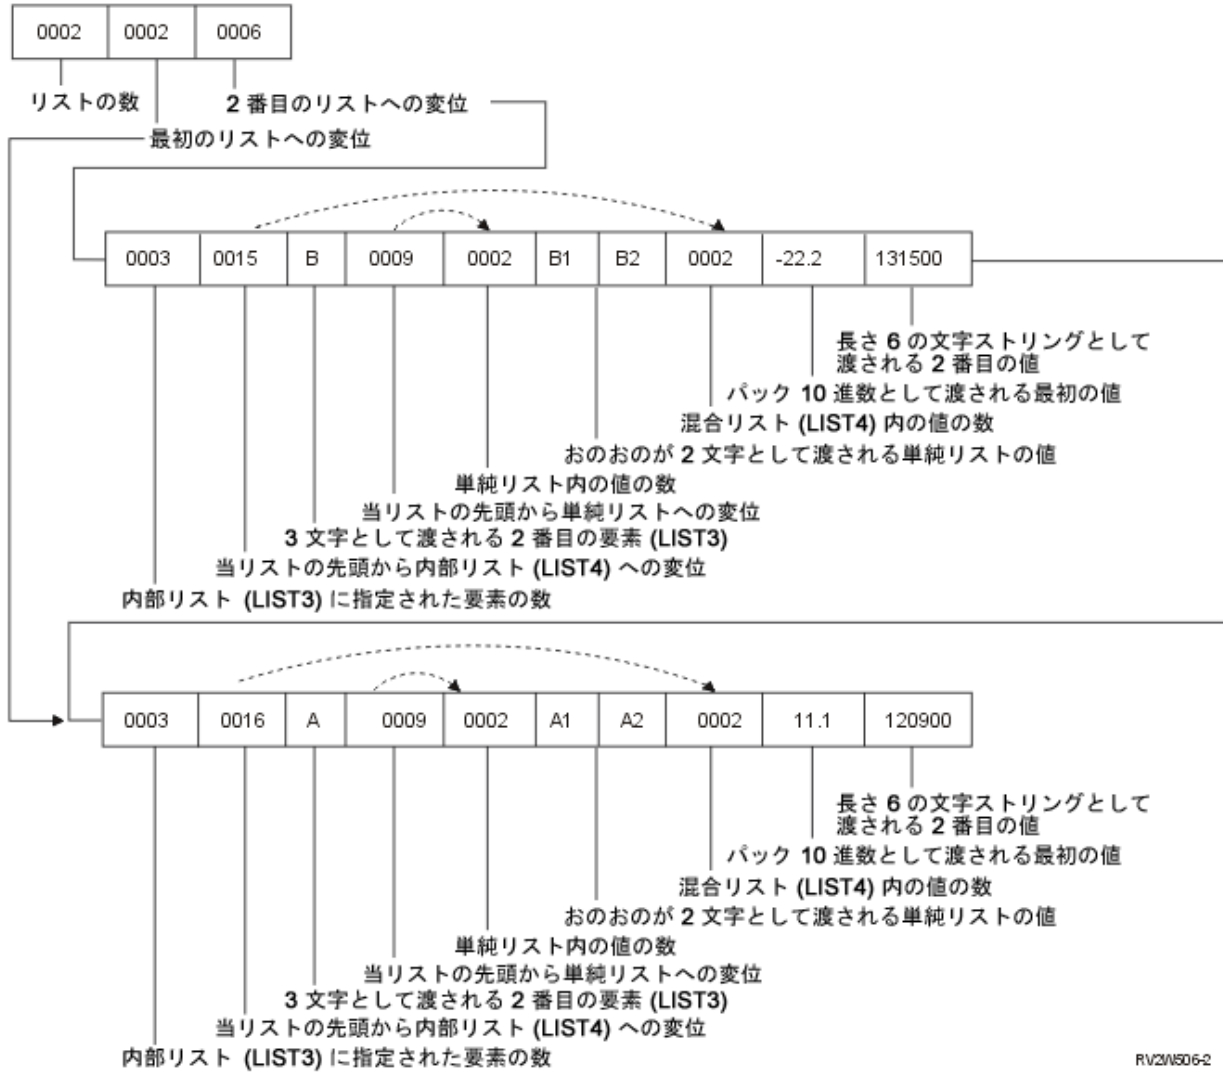 0002 0002 0006
リストの数
2 番目のリストへの変位
最初のリストへの変位
0003 0015 B 0009 0002 B1 B2 0002 -22.2 131500
長さ 6 の文字ストリングとして
渡される 2 番目の値
パック 10 進数として渡される最初の値
混合リスト (LIST4) 内の値の数
おのおのが 2 文字として渡される単純リストの値
単純リスト内の値の数
当リストの先頭から単純リストへの変位
3 文字として渡される 2 番目の要素 (LIST3)
当リストの先頭から内部リスト (LIST4) への変位
内部リスト (LIST3) に指定された要素の数
0003 0016 A 0009 0002 A1 A2 0002 11.1 120900
長さ 6 の文字ストリングとして
渡される 2 番目の値
パック 10 進数として渡される最初の値
混合リスト (LIST4) 内の値の数
おのおのが 2 文字として渡される単純リストの値
単純リスト内の値の数
当リストの先頭から単純リストへの変位
3 文字として渡される 2 番目の要素 (LIST3)
当リストの先頭から内部リスト (LIST4) への変位
内部リスト (LIST3) に指定された要素の数
RV2W506-2